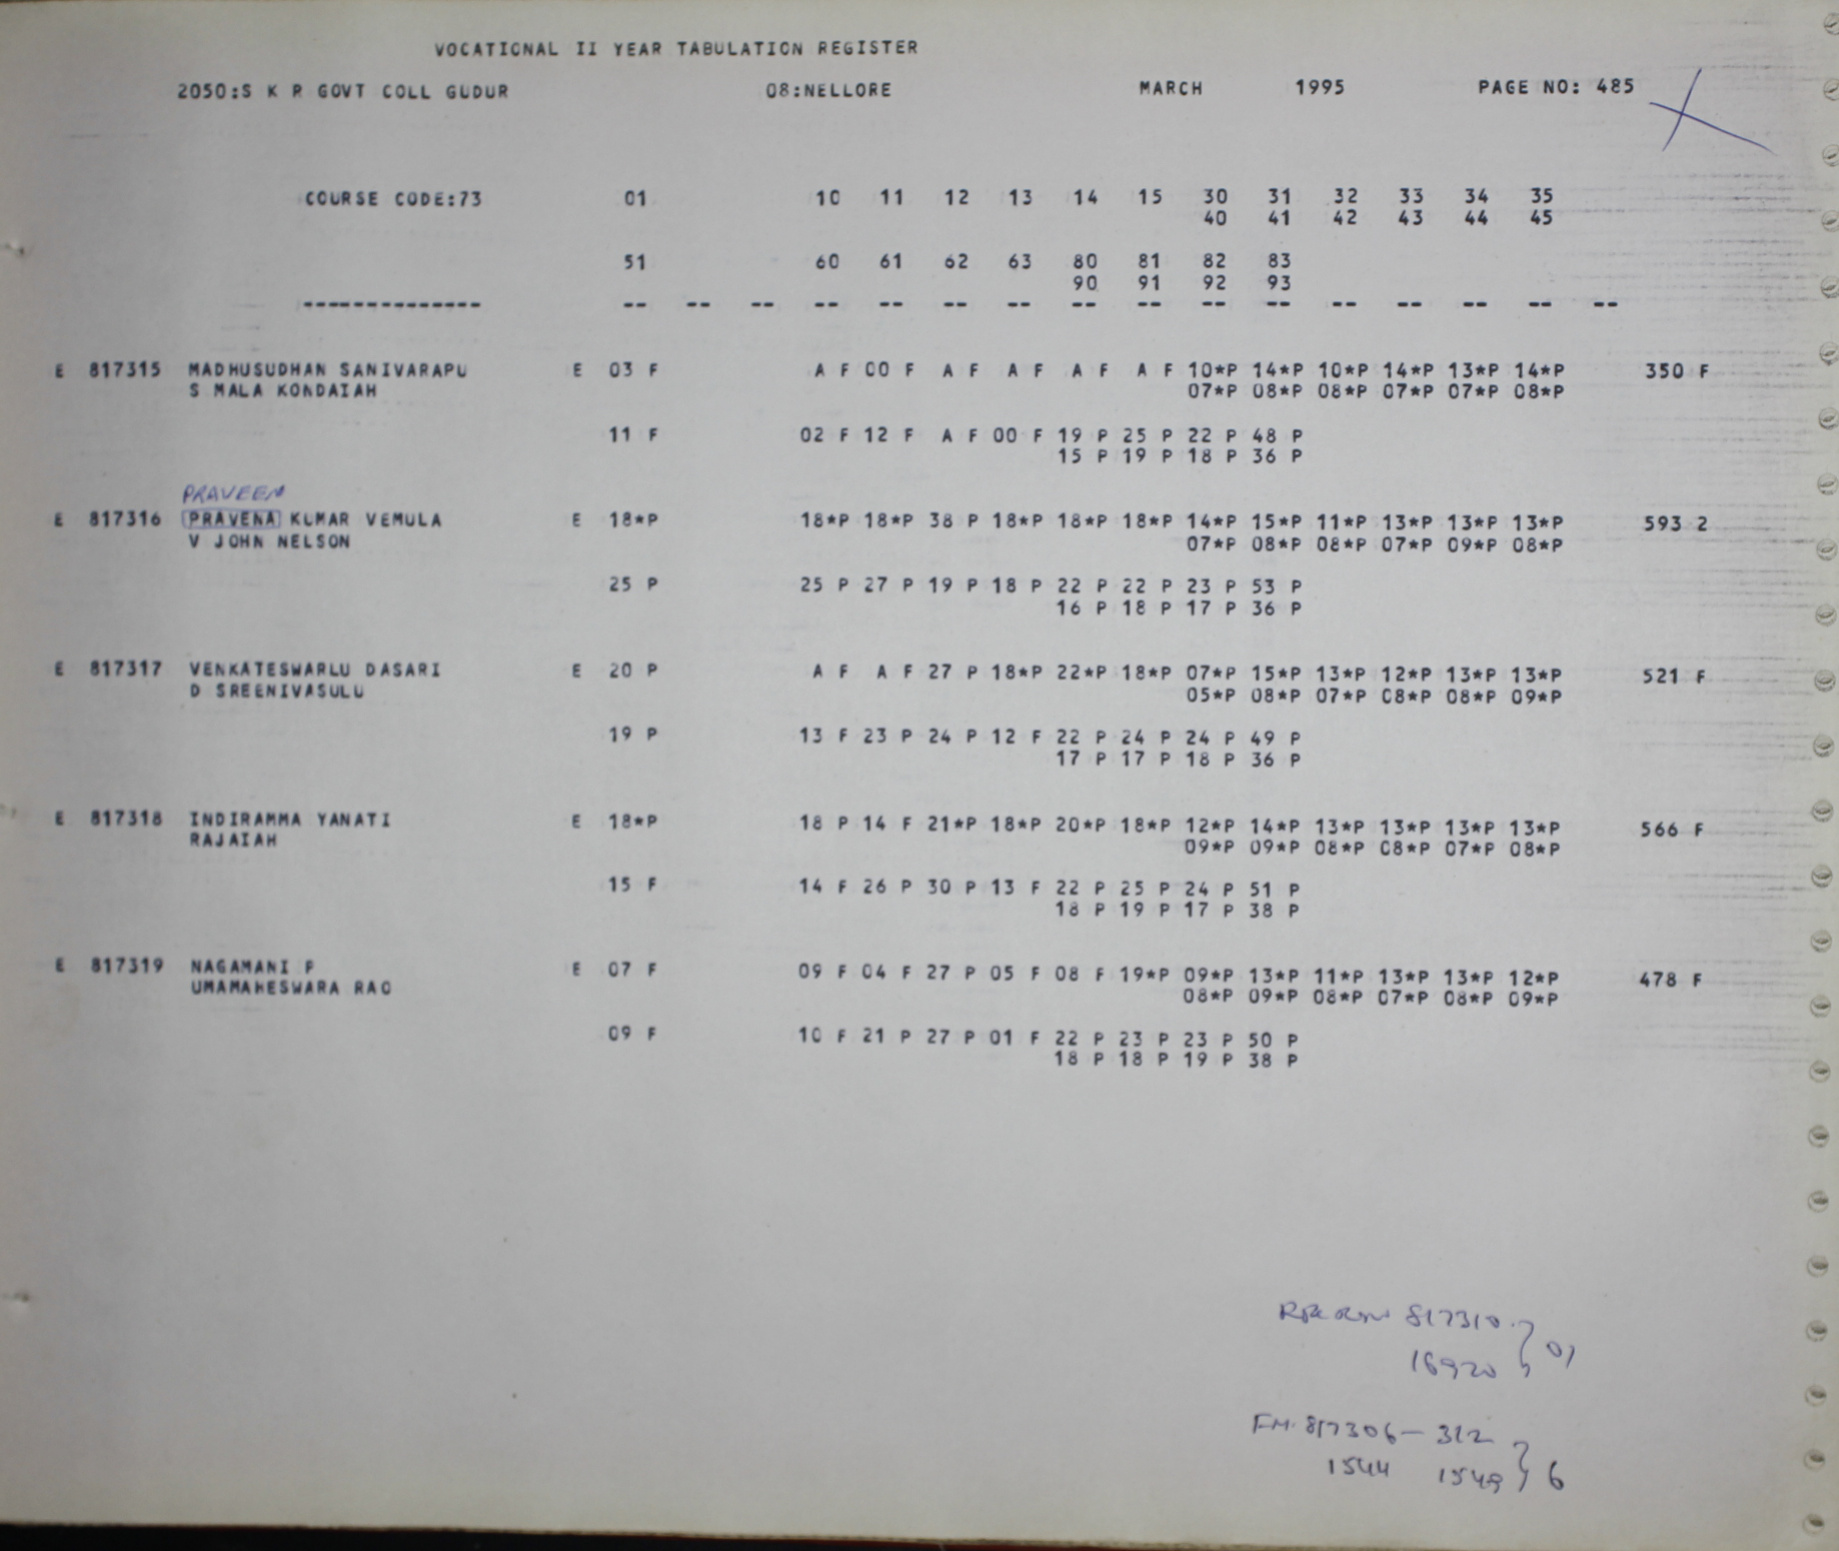 VOCATIONAL II YEAR TABULATION REGISTER
2050:S K R GOVT COLL GUDUR 08:NELLORE MARCH 1995 PAGE NO: 485
COURSE CODE:73 01 10 11 12 13 14 15 30 31 32 33 34 35
40 41 42 43 44 45
51 60 61 62 63 80 81 82 83
90 91 92 93
-------------- -- -- -- -- -- -- -- -- -- -- -- -- -- -- -- --
E 817315 MADHUSUDHAN SANIVARAPU E 03 F A F 00 F A F A F A F A F 10*P 14*P 10*P 14*P 13*P 14*P 350 F
S MALA KONDAIAH 07*P 08*P 08*P 07*P 07*P 08*P
11 F 02 F 12 F A F 00 F 19 P 25 P 22 P 48 P
15 P 19 P 18 P 36 P
PRAVEEN
E 817316 PRAVENA KUMAR VEMULA E 18*P 18*P 18*P 38 P 18*P 18*P 18*P 14*P 15*P 11*P 13*P 13*P 13*P 593 2
V JOHN NELSON 07*P 08*P 08*P 07*P 09*P 08*P
25 P 25 P 27 P 19 P 18 P 22 P 22 P 23 P 53 P
16 P 18 P 17 P 36 P
E 817317 VENKATESWARLU DASARI E 20 P A F A F 27 P 18*P 22*P 18*P 07*P 15*P 13*P 12*P 13*P 13*P 521 F
D SREENIVASULU 05*P 08*P 07*P 08*P 08*P 09*P
19 P 13 F 23 P 24 P 12 F 22 P 24 P 24 P 49 P
17 P 17 P 18 P 36 P
E 817318 INDIRAMMA YANATI E 18*P 18 P 14 F 21*P 18*P 20*P 18*P 12*P 14*P 13*P 13*P 13*P 13*P 566 F
RAJAIAH 09*P 09*P 08*P 08*P 07*P 08*P
15 F 14 F 26 P 30 P 13 F 22 P 25 P 24 P 51 P
18 P 19 P 17 P 38 P
E 817319 NAGAMANI P E 07 F 09 F 04 F 27 P 05 F 08 F 19*P 09*P 13*P 11*P 13*P 13*P 12*P 478 F
UMAMAHESWARA RAO 08*P 09*P 08*P 07*P 08*P 09*P
09 F 10 F 21 P 27 P 01 F 22 P 23 P 23 P 50 P
18 P 18 P 19 P 38 P
817310
16920 } 01
FM. 817306 - 312
1544 1549 } 6